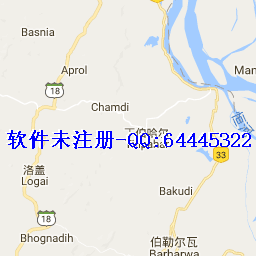 Basnia
Aprol
18
Man
Chamdi
软件未注册-QQ:64445322
33
18
洛盖
Logai
Bakudi
Bhognadih
伯勒尔瓦
Barharwa